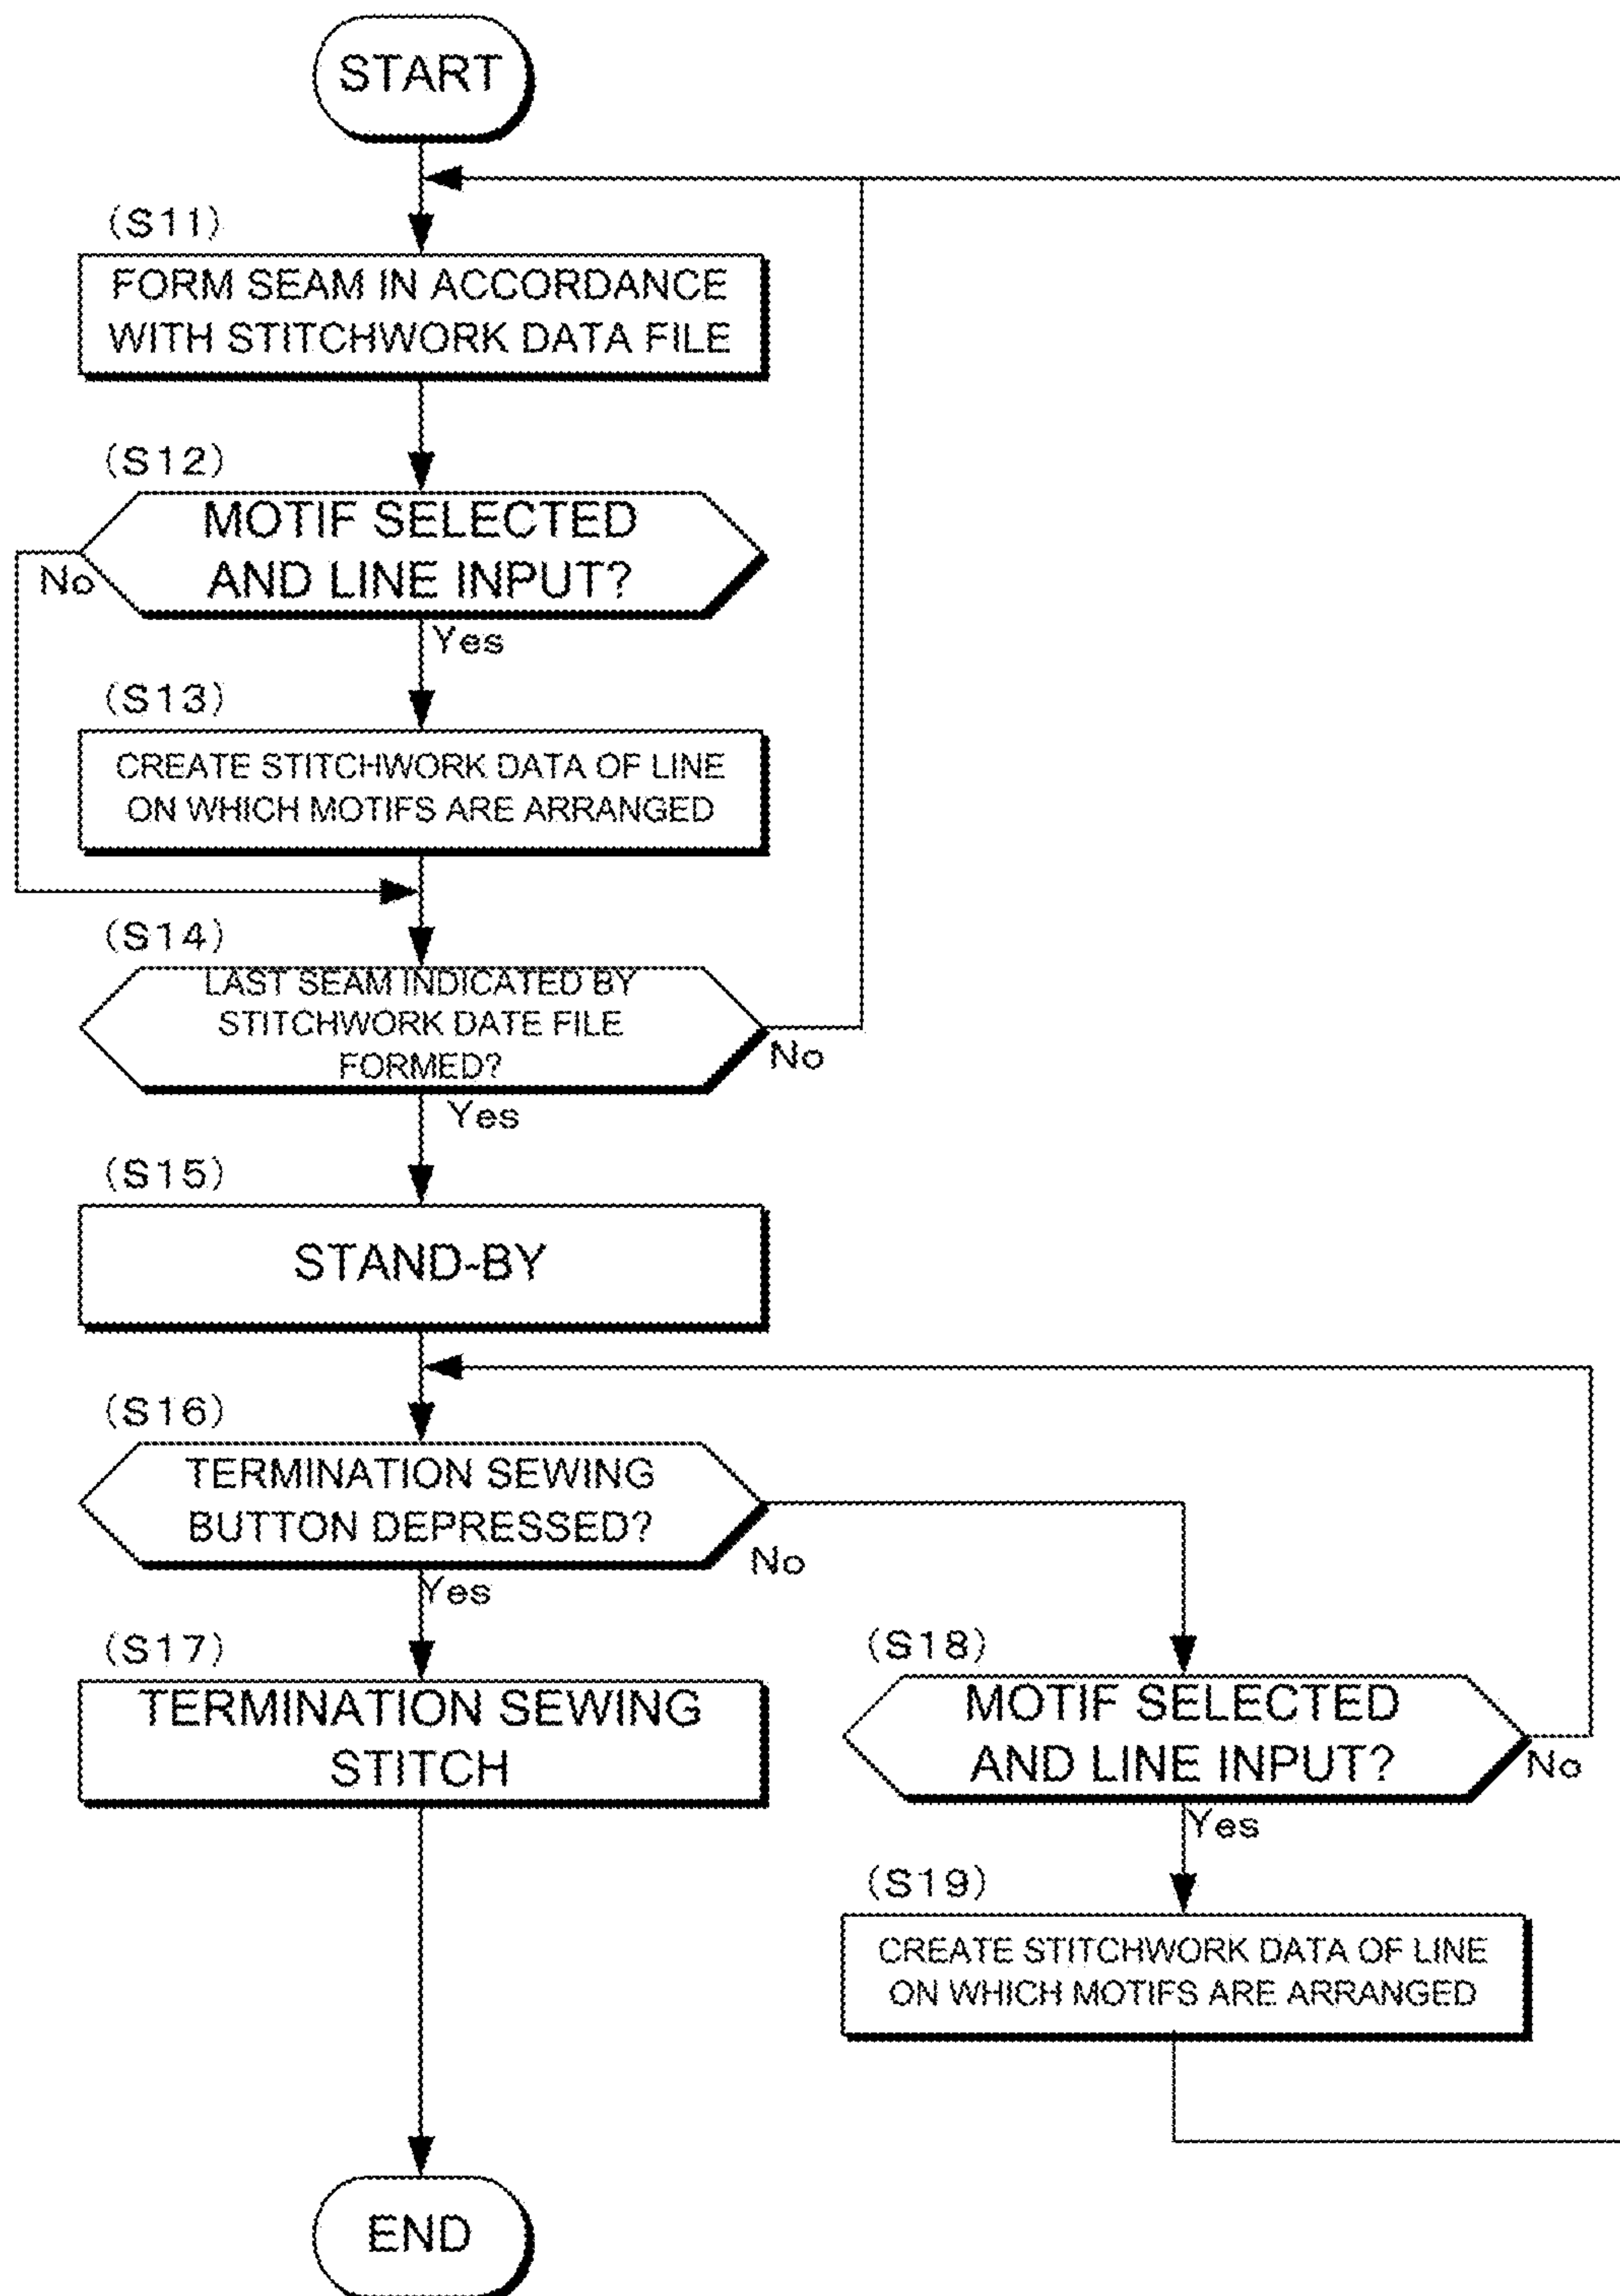 START
(S11)
FORM SEAM IN ACCORDANCE
WITH STITCHWORK DATA FILE
(S12)
MOTIF SELECTED
AND LINE INPUT?
No
Yes
(S13)
CREATE STITCHWORK DATA OF LINE
ON WHICH MOTIFS ARE ARRANGED
(S14)
LAST SEAM INDICATED BY
STITCHWORK DATE FILE
FORMED?
No
Yes
(S15)
STAND-BY
(S16)
TERMINATION SEWING
BUTTON DEPRESSED?
No
Yes
(S17)
TERMINATION SEWING
STITCH
(S18)
MOTIF SELECTED
AND LINE INPUT?
No
Yes
(S19)
CREATE STITCHWORK DATA OF LINE
ON WHICH MOTIFS ARE ARRANGED
END